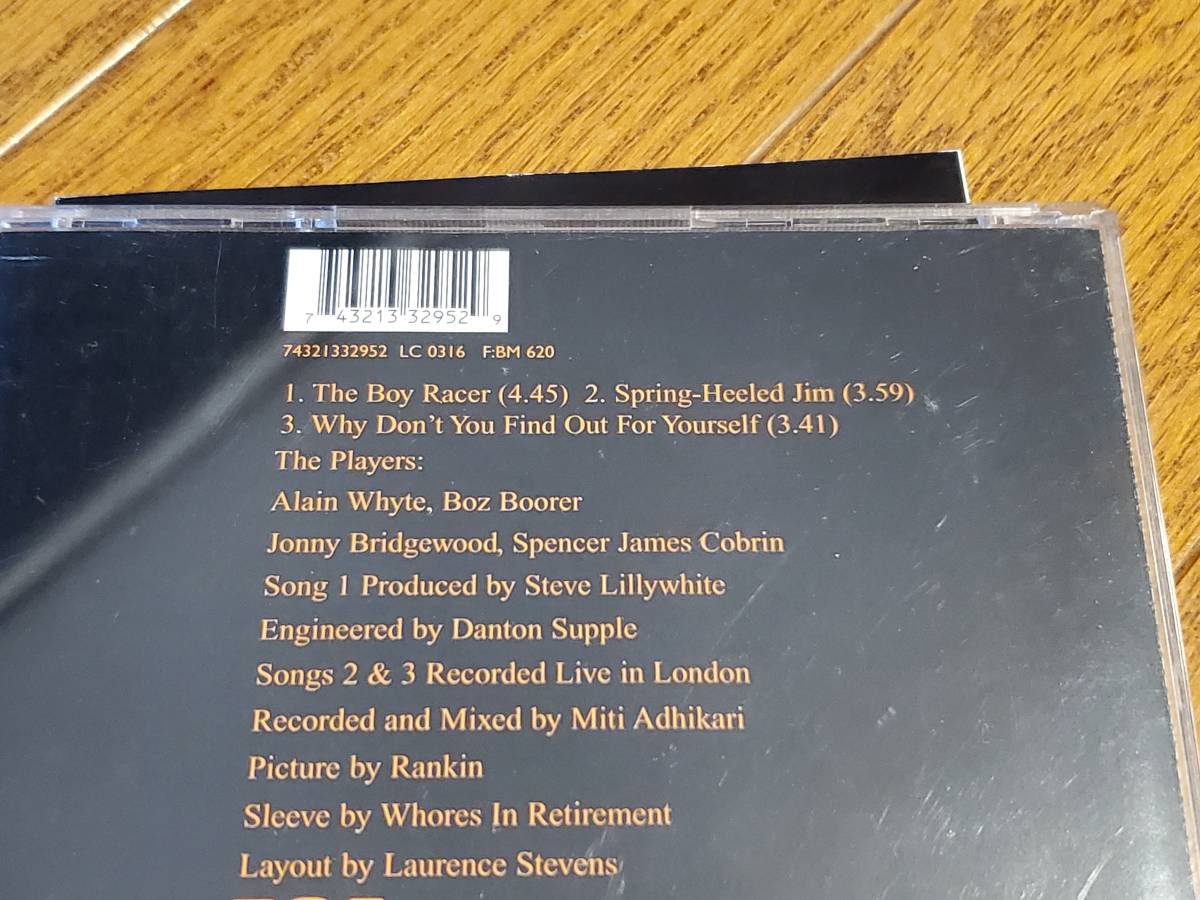 7 43213 32952 9
74321332952 LC 0316 F:BM 620
1. The Boy Racer (4.45) 2. Spring-Heeled Jim (3.59)
3. Why Don't You Find Out For Yourself (3.41)
The Players:
Alain Whyte, Boz Boorer
Jonny Bridgewood, Spencer James Cobrin
Song 1 Produced by Steve Lillywhite
Engineered by Danton Supple
Songs 2 & 3 Recorded Live in London
Recorded and Mixed by Miti Adhikari
Picture by Rankin
Sleeve by Whores In Retirement
Layout by Laurence Stevens